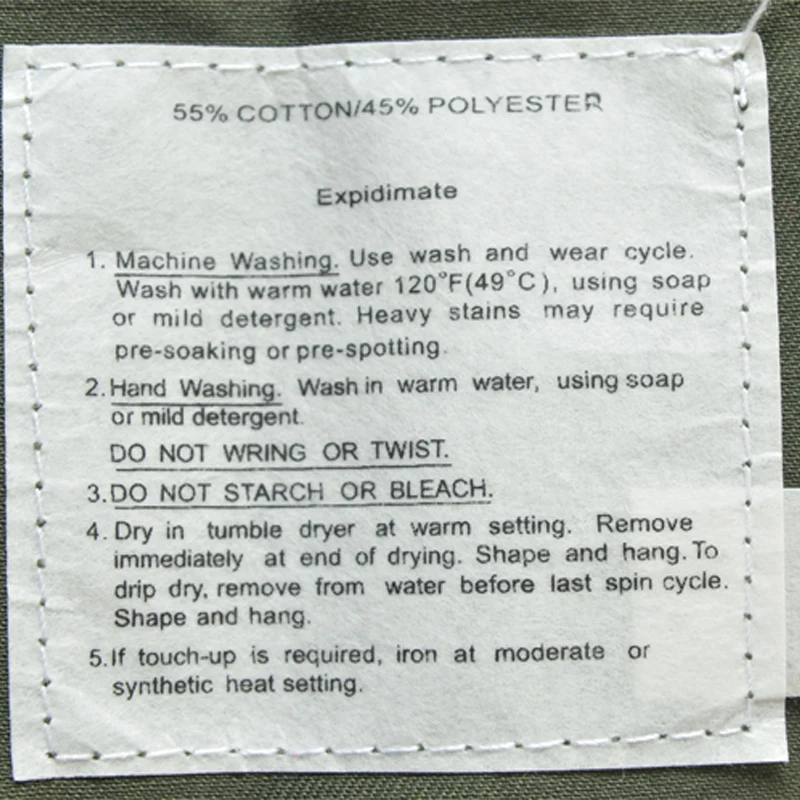 55% COTTON/45% POLYESTER
Expidimate
1. Machine Washing. Use wash and wear cycle.
Wash with warm water 120°F(49°C), using soap
or mild detergent. Heavy stains may require
pre-soaking or pre-spotting.
2. Hand Washing. Wash in warm water, using soap
or mild detergent.
DO NOT WRING OR TWIST.
3. DO NOT STARCH OR BLEACH.
4. Dry in tumble dryer at warm setting. Remove
immediately at end of drying. Shape and hang. To
drip dry, remove from water before last spin cycle.
Shape and hang.
5. If touch-up is required, iron at moderate or
synthetic heat setting.